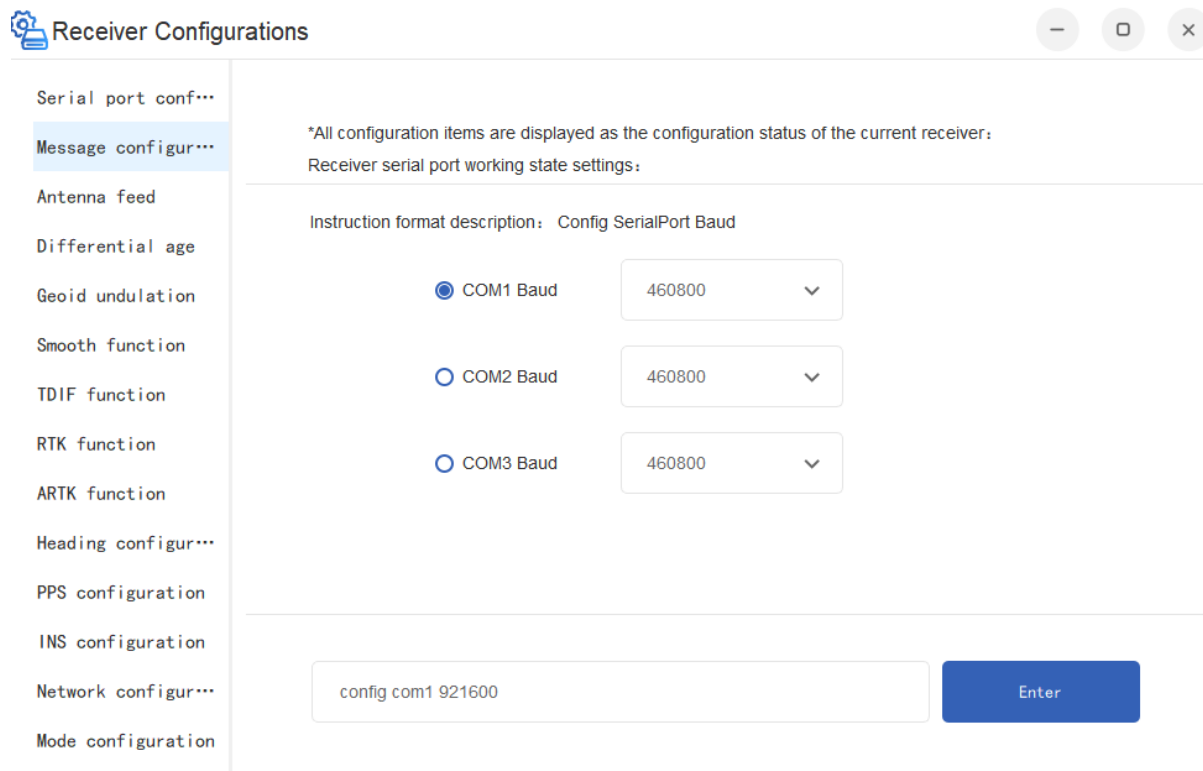 Receiver Configurations
Serial port conf···
Message configur···
Antenna feed
Differential age
Geoid undulation
Smooth function
TDIF function
RTK function
ARTK function
Heading configur···
PPS configuration
INS configuration
Network configur···
Mode configuration
*All configuration items are displayed as the configuration status of the current receiver：
Receiver serial port working state settings：
Instruction format description： Config SerialPort Baud
COM1 Baud 460800
COM2 Baud 460800
COM3 Baud 460800
config com1 921600
Enter